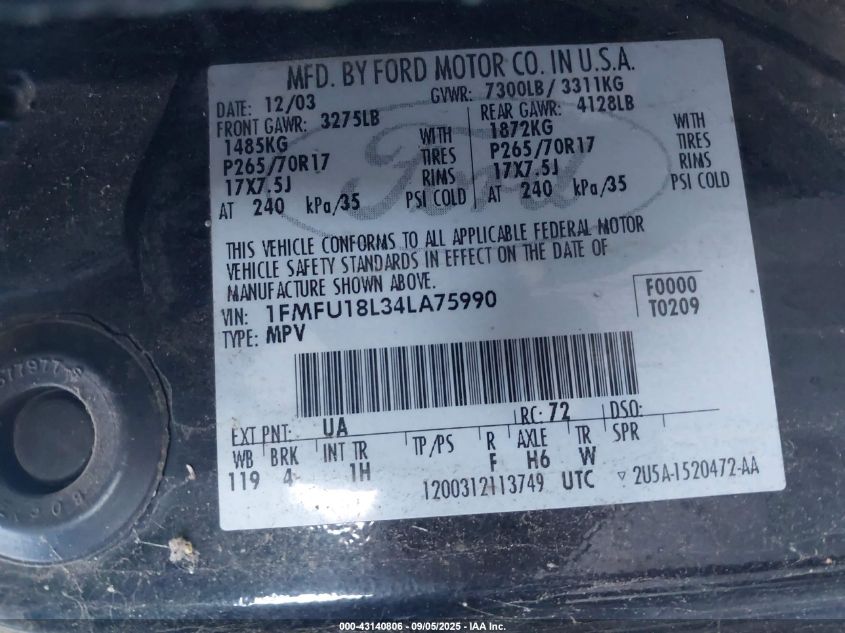 MFD. BY FORD MOTOR CO. IN U.S.A.
DATE: 12/03 GVWR: 7300LB/ 3311KG
FRONT GAWR: 3275LB REAR GAWR: 4128LB
1485KG WITH 1872KG WITH
P265/70R17 TIRES P265/70R17 TIRES
17X7.5J RIMS 17X7.5J RIMS
AT 240 kPa/35 PSI COLD AT 240 kPa/35 PSI COLD
Ford
THIS VEHICLE CONFORMS TO ALL APPLICABLE FEDERAL MOTOR
VEHICLE SAFETY STANDARDS IN EFFECT ON THE DATE OF
MANUFACTURE SHOWN ABOVE.
VIN: 1FMFU18L34LA75990 F0000
TYPE: MPV T0209
EXT PNT: UA RC: 72 DSO:
WB BRK INT TR TP/PS R AXLE TR SPR
119 4 1H F H6 W
1200312113749 UTC ▽ 2U5A-1520472-AA
000-43140806 - 09/05/2025 - IAA Inc.